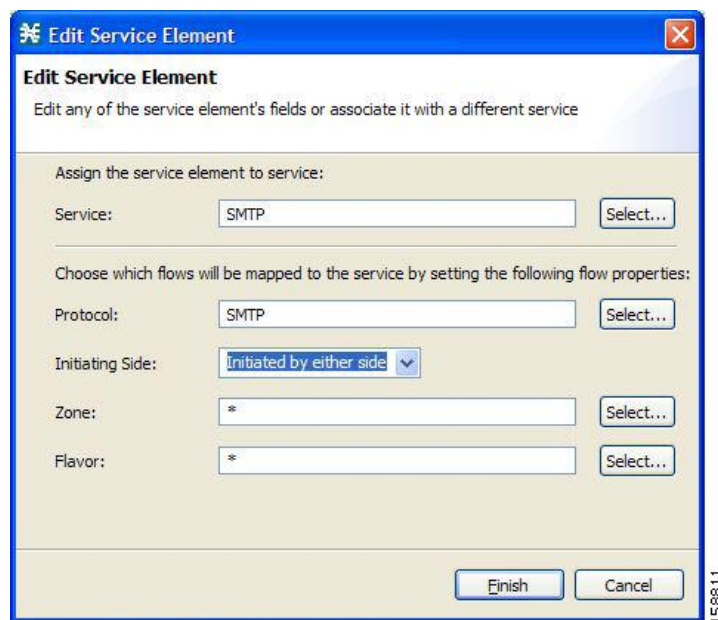 Edit Service Element
Edit Service Element
Edit any of the service element's fields or associate it with a different service
Assign the service element to service:
Service: SMTP Select...
Choose which flows will be mapped to the service by setting the following flow properties:
Protocol: SMTP Select...
Initiating Side: Initiated by either side
Zone: * Select...
Flavor: * Select...
Finish Cancel
158811